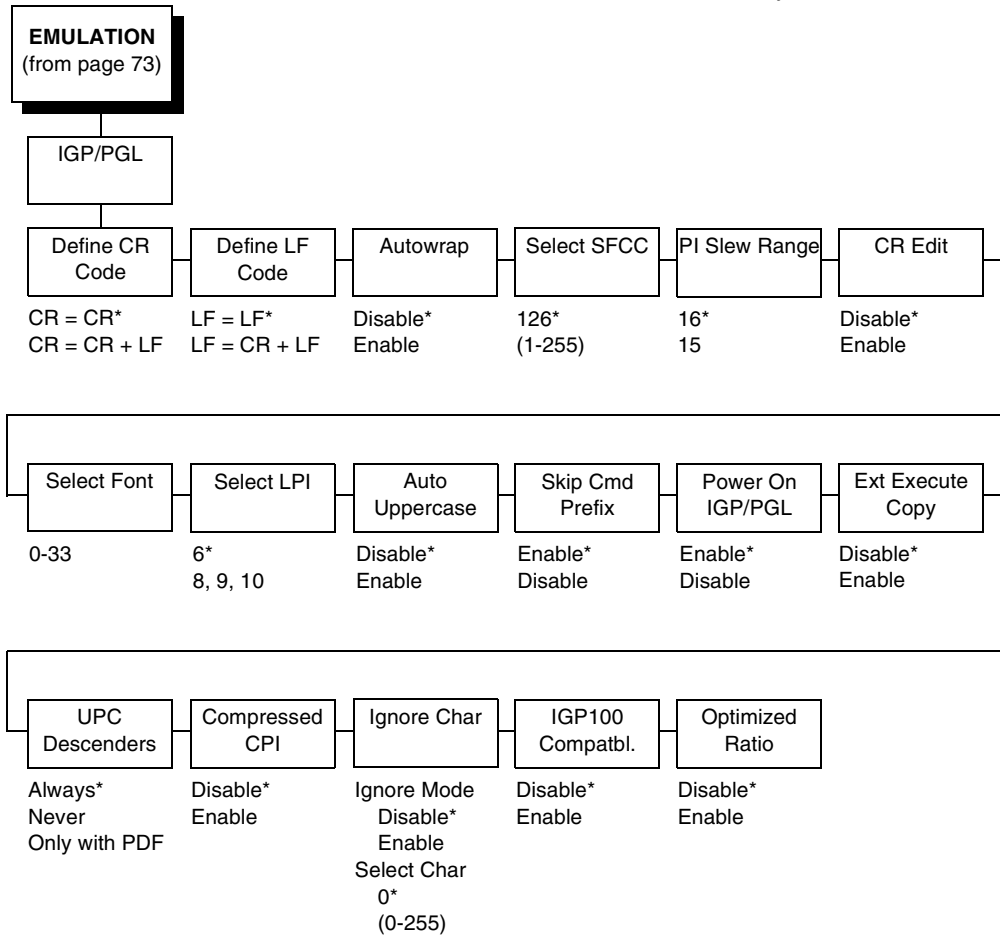 EMULATION
(from page 73)
IGP/PGL
Define CR
Code
Define LF
Code
Autowrap
Select SFCC
PI Slew Range
CR Edit
CR = CR*
CR = CR + LF
LF = LF*
LF = CR + LF
Disable*
Enable
126*
(1-255)
16*
15
Disable*
Enable
Select Font
Select LPI
Auto
Uppercase
Skip Cmd
Prefix
Power On
IGP/PGL
Ext Execute
Copy
0-33
6*
8, 9, 10
Disable*
Enable
Enable*
Disable
Enable*
Disable
Disable*
Enable
UPC
Descenders
Compressed
CPI
Ignore Char
IGP100
Compatbl.
Optimized
Ratio
Always*
Never
Only with PDF
Disable*
Enable
Ignore Mode
Disable*
Enable
Select Char
0*
(0-255)
Disable*
Enable
Disable*
Enable